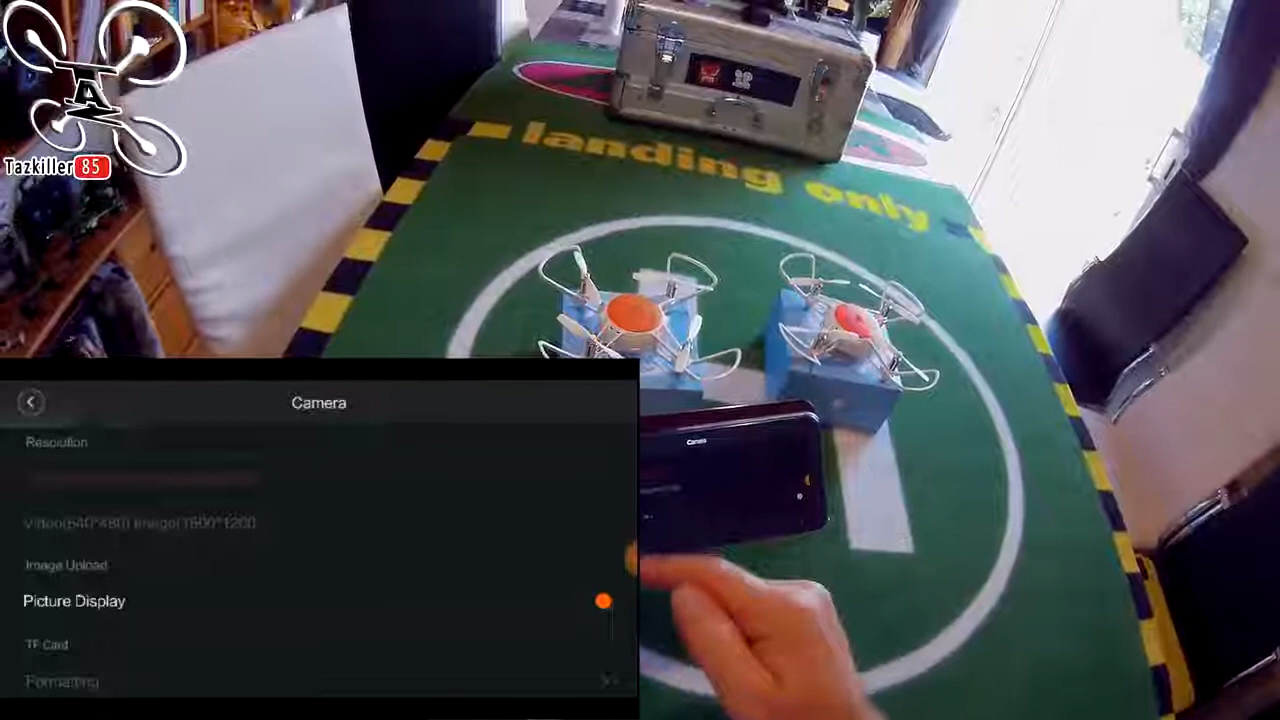 A
Tazkiller 85
landing only
Camera
Resolution
Video(640*480) Image(1600*1200
Image Upload
Picture Display
TF Card
Formatting
Camera